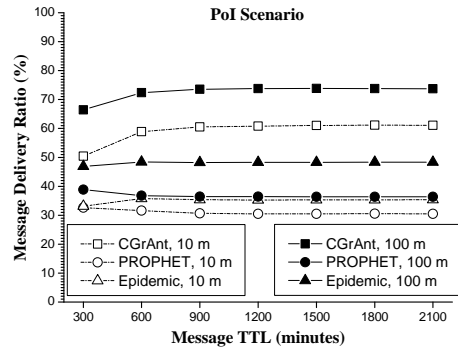 PoI Scenario
Message Delivery Ratio (%)
100
90
80
70
60
50
40
30
20
10
0
CGrAnt, 10 m
PROPHET, 10 m
Epidemic, 10 m
CGrAnt, 100 m
PROPHET, 100 m
Epidemic, 100 m
300 600 900 1200 1500 1800 2100
Message TTL (minutes)